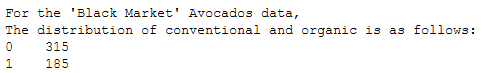 For the 'Black Market' Avocados data,
The distribution of conventional and organic is as follows:
0    315
1    185